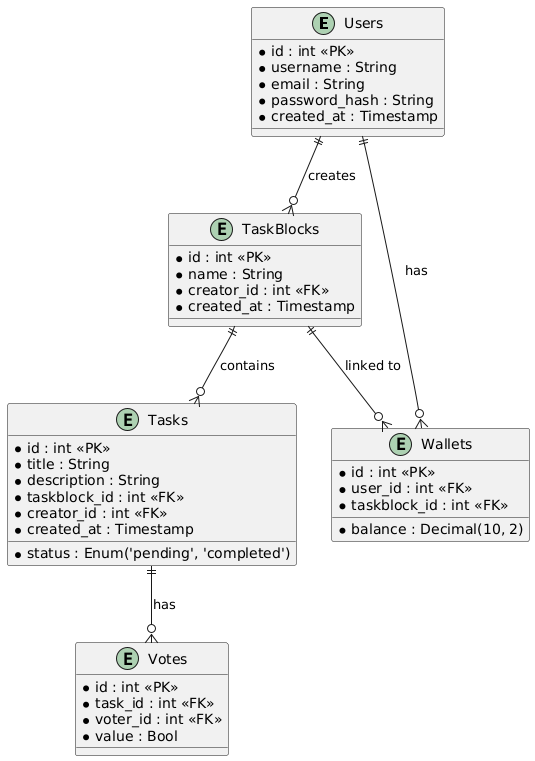 E Users
id : int «PK»
username : String
email : String
password_hash : String
created_at : Timestamp
creates
E TaskBlocks
id : int «PK»
name : String
creator_id : int «FK»
created_at : Timestamp
has
contains
linked to
E Tasks
id : int «PK»
title : String
description : String
taskblock_id : int «FK»
creator_id : int «FK»
created_at : Timestamp
status : Enum('pending', 'completed')
E Wallets
id : int «PK»
user_id : int «FK»
taskblock_id : int «FK»
balance : Decimal(10, 2)
has
E Votes
id : int «PK»
task_id : int «FK»
voter_id : int «FK»
value : Bool